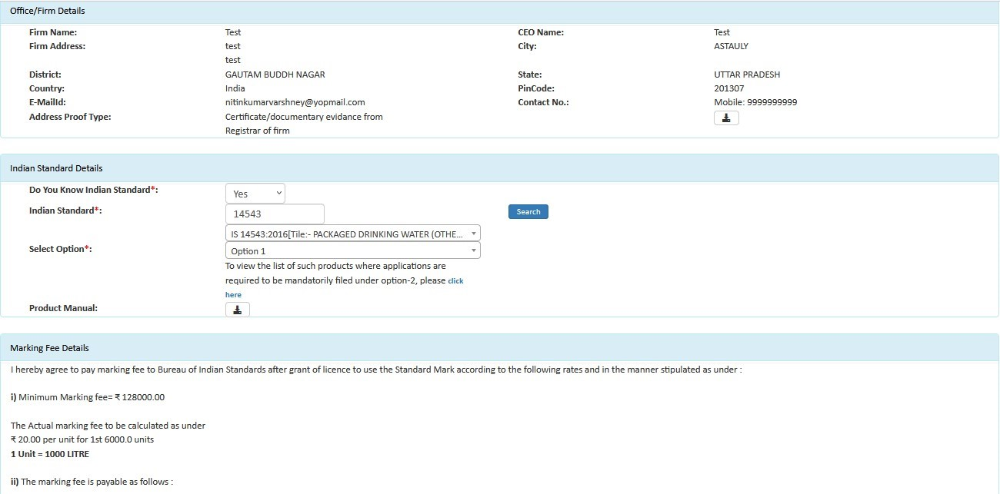 Office/Firm Details
Firm Name: Test CEO Name: Test
Firm Address: test City: ASTAULY
test
District: GAUTAM BUDDH NAGAR State: UTTAR PRADESH
Country: India PinCode: 201307
E-MailId: nitinkumarvarshney@yopmail.com Contact No.: Mobile: 9999999999
Address Proof Type: Certificate/documentary evidence from
Registrar of firm
Indian Standard Details
Do You Know Indian Standard*: Yes
Indian Standard*: 14543 Search
IS 14543:2016[Tile:- PACKAGED DRINKING WATER (OTHE...
Select Option*: Option 1
To view the list of such products where applications are
required to be mandatorily filed under option-2, please click
here
Product Manual:
Marking Fee Details
I hereby agree to pay marking fee to Bureau of Indian Standards after grant of licence to use the Standard Mark according to the following rates and in the manner stipulated as under :
i) Minimum Marking fee= ₹ 128000.00
The Actual marking fee to be calculated as under
₹ 20.00 per unit for 1st 6000.0 units
1 Unit = 1000 LITRE
ii) The marking fee is payable as follows :